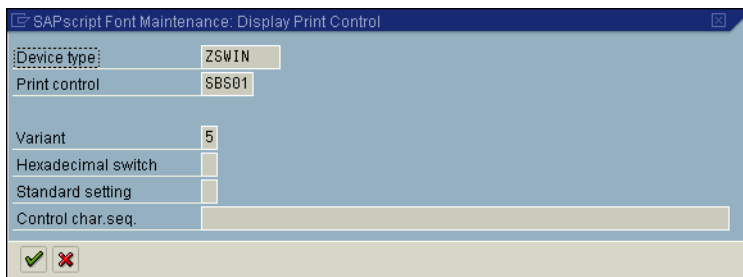 SAPscript Font Maintenance: Display Print Control
Device type: ZSWIN
Print control SBS01
Variant 5
Hexadecimal switch
Standard setting
Control char.seq.